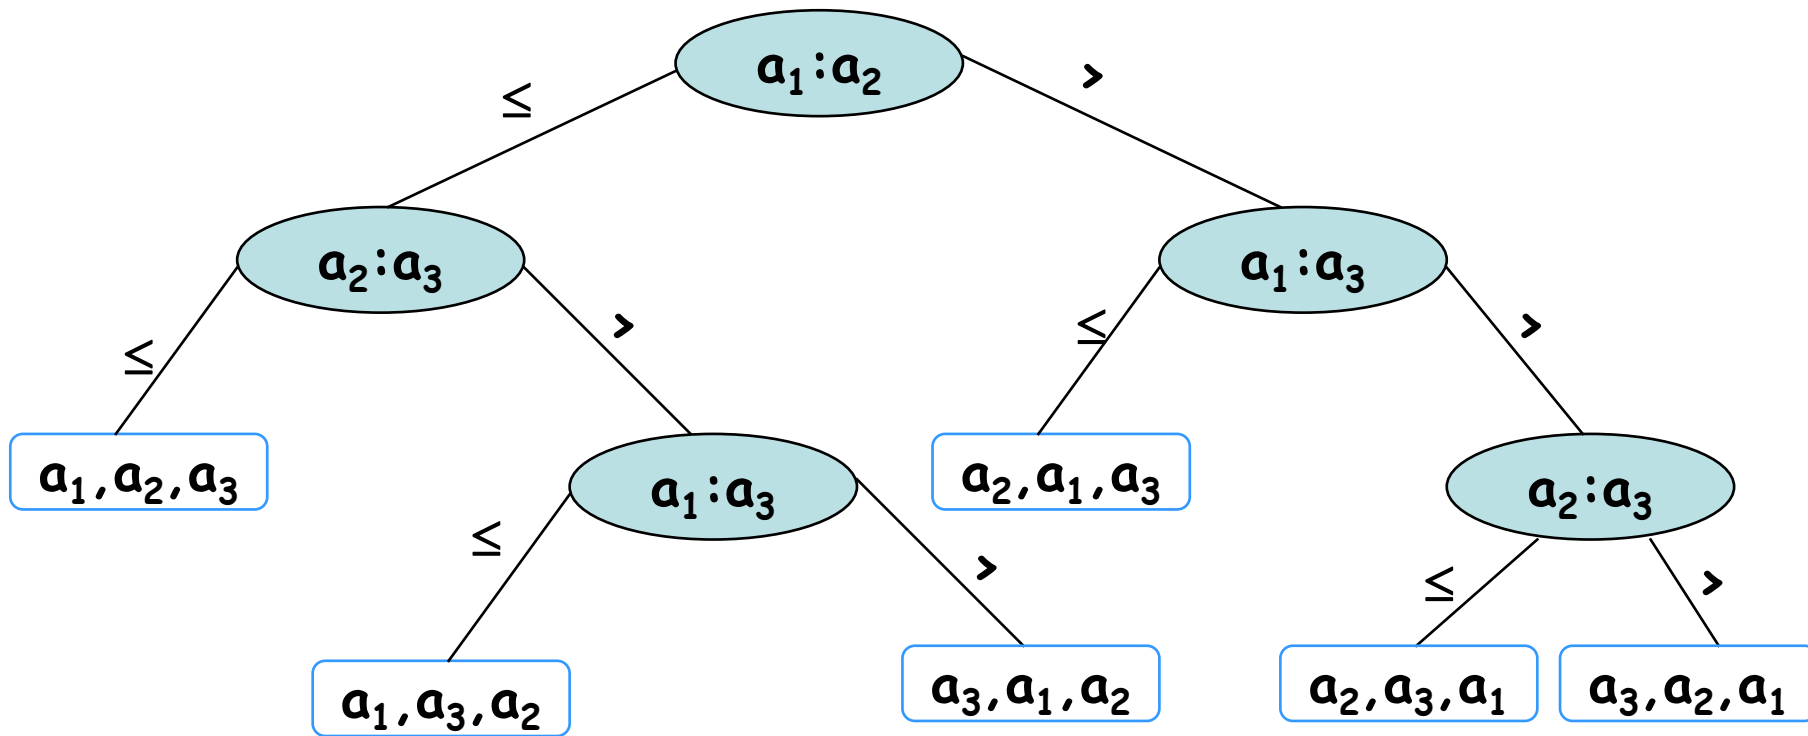 a₁:a₂
≤ >
a₂:a₃ a₁:a₃
≤ > ≤ >
a₁,a₂,a₃ a₁:a₃ a₂,a₁,a₃ a₂:a₃
≤ > ≤ >
a₁,a₃,a₂ a₃,a₁,a₂ a₂,a₃,a₁ a₃,a₂,a₁